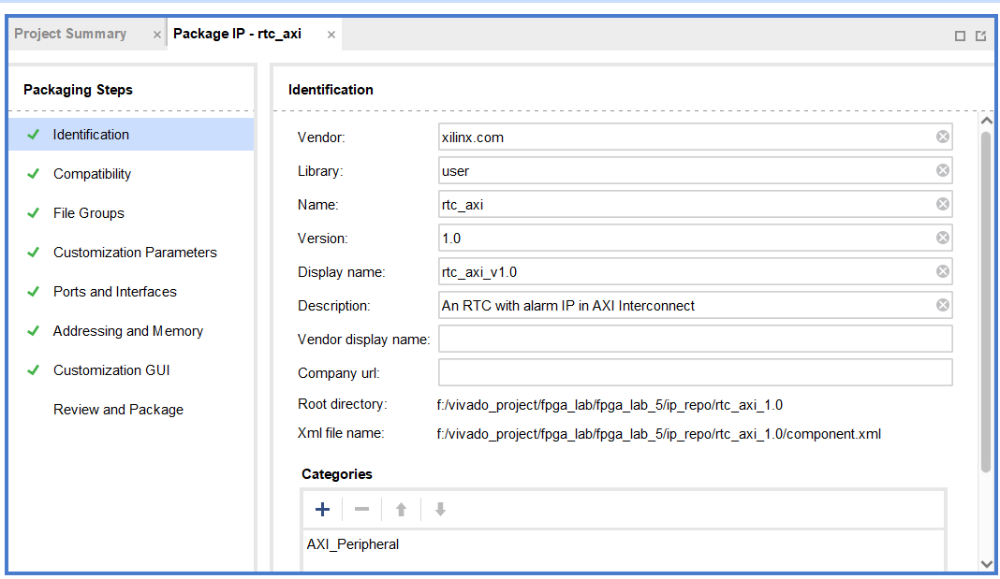 Project Summary
Package IP - rtc_axi
Packaging Steps
Identification
Compatibility
File Groups
Customization Parameters
Ports and Interfaces
Addressing and Memory
Customization GUI
Review and Package
Identification
Vendor: xilinx.com
Library: user
Name: rtc_axi
Version: 1.0
Display name: rtc_axi_v1.0
Description: An RTC with alarm IP in AXI Interconnect
Vendor display name:
Company url:
Root directory: f:/vivado_project/fpga_lab/fpga_lab_5/ip_repo/rtc_axi_1.0
Xml file name: f:/vivado_project/fpga_lab/fpga_lab_5/ip_repo/rtc_axi_1.0/component.xml
Categories
AXI_Peripheral